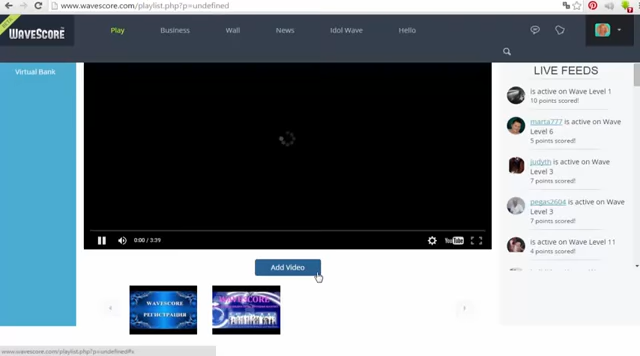 www.wavescore.com/playlist.php?p=undefined
WAVESCORE
Play
Business
Wall
News
Idol Wave
Hello
Virtual Bank
LIVE FEEDS
is active on Wave Level 1
10 points scored!
marta777 is active on Wave
Level 6
5 points scored!
judyth is active on Wave
Level 3
7 points scored!
pegas2604 is active on Wave
Level 3
7 points scored!
is active on Wave Level 11
4 points scored!
0:00 / 3:39
YouTube
Add Video
WAVESCORE
РЕГИСТРАЦИЯ
WAVESCORE
www.wavescore.com/playlist.php?p=undefined#x